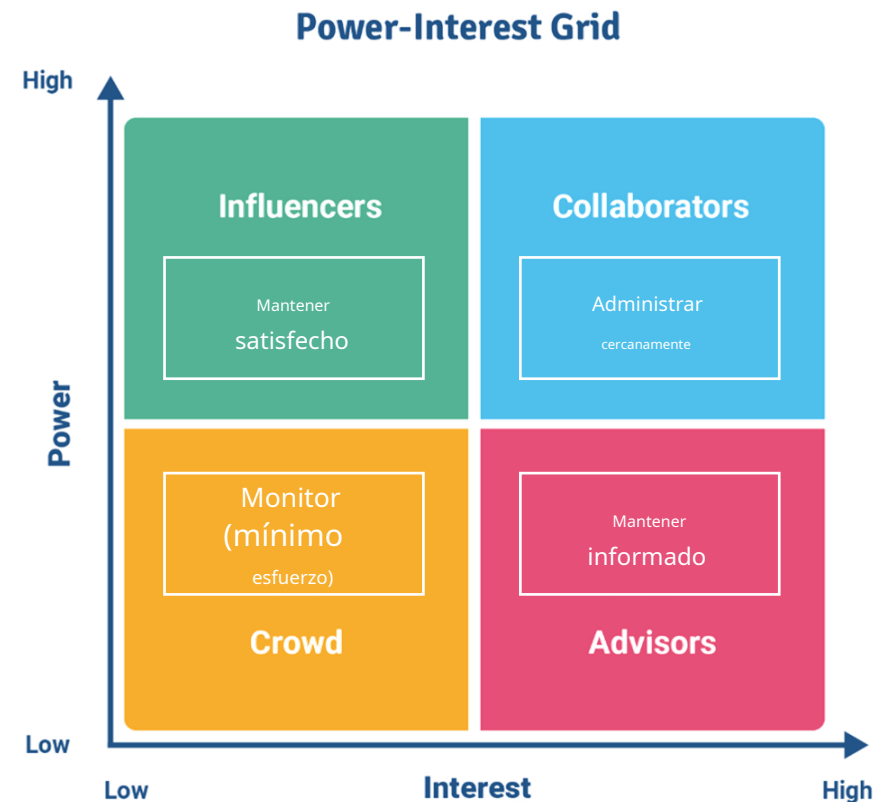 Power-Interest Grid
High
Influencers
Collaborators
Mantener
satisfecho
Administrar
cercanamente
Power
Monitor
(mínimo
esfuerzo)
Mantener
informado
Crowd
Advisors
Low
Low
Interest
High